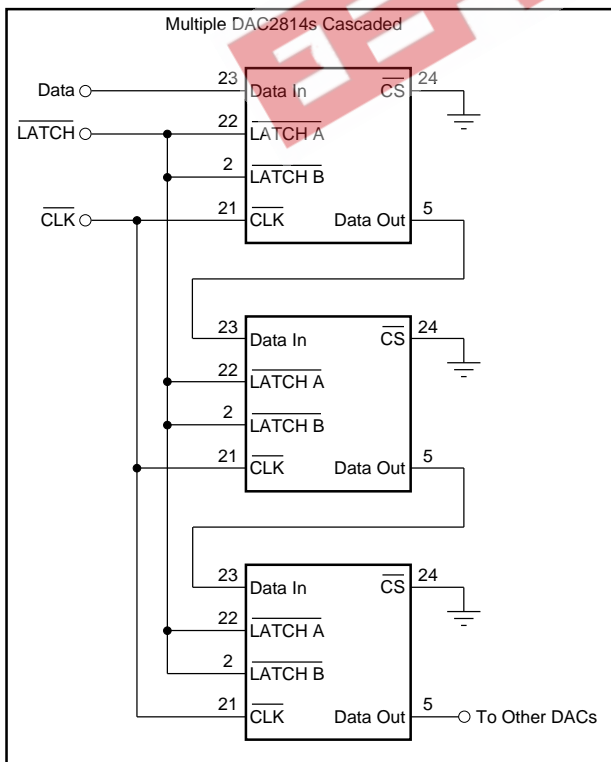 Multiple DAC2814s Cascaded
23 24
Data Data In CS
22
LATCH LATCH A
2
LATCH B
21 5
CLK CLK Data Out
23 24
Data In CS
22
LATCH A
2
LATCH B
21 5
CLK Data Out
23 24
Data In CS
22
LATCH A
2
LATCH B
21 5
CLK Data Out To Other DACs